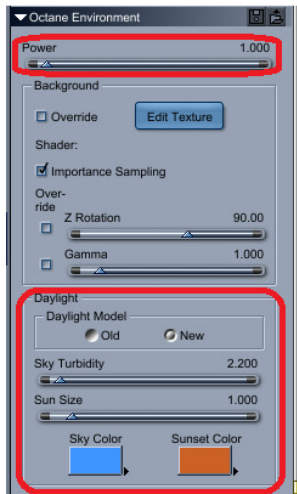 Octane Environment
Power 1.000
Background
Override Edit Texture
Shader:
Importance Sampling
Over-
ride
Z Rotation 90.00
Gamma 1.000
Daylight
Daylight Model
Old New
Sky Turbidity 2.200
Sun Size 1.000
Sky Color Sunset Color